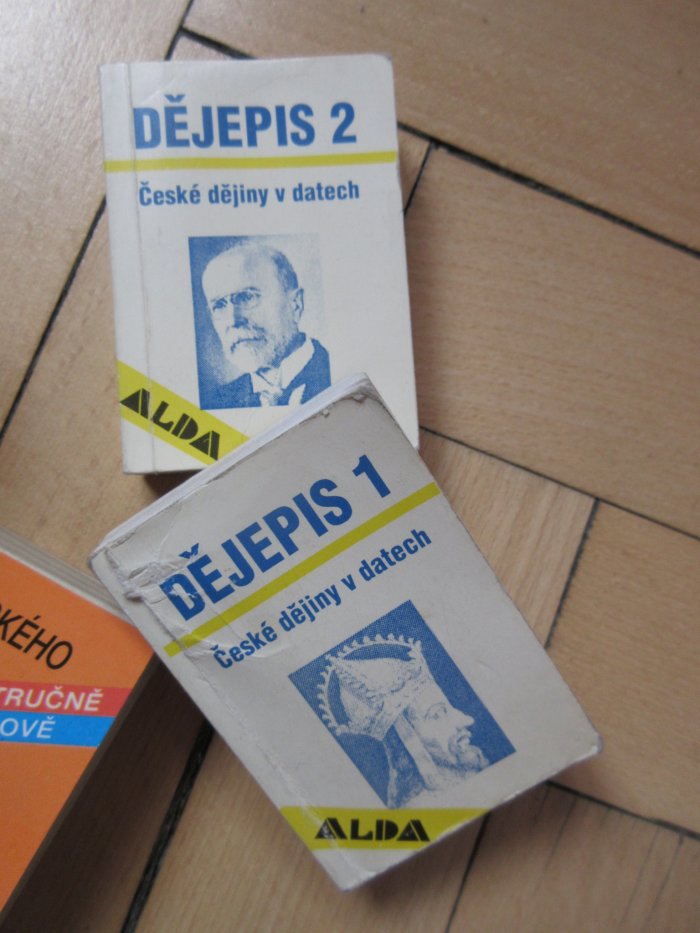 DĚJEPIS 2
České dějiny v datech
ALDA
DĚJEPIS 1
České dějiny v datech
ALDA
KÉHO
TRUČNĚ
OVĚ